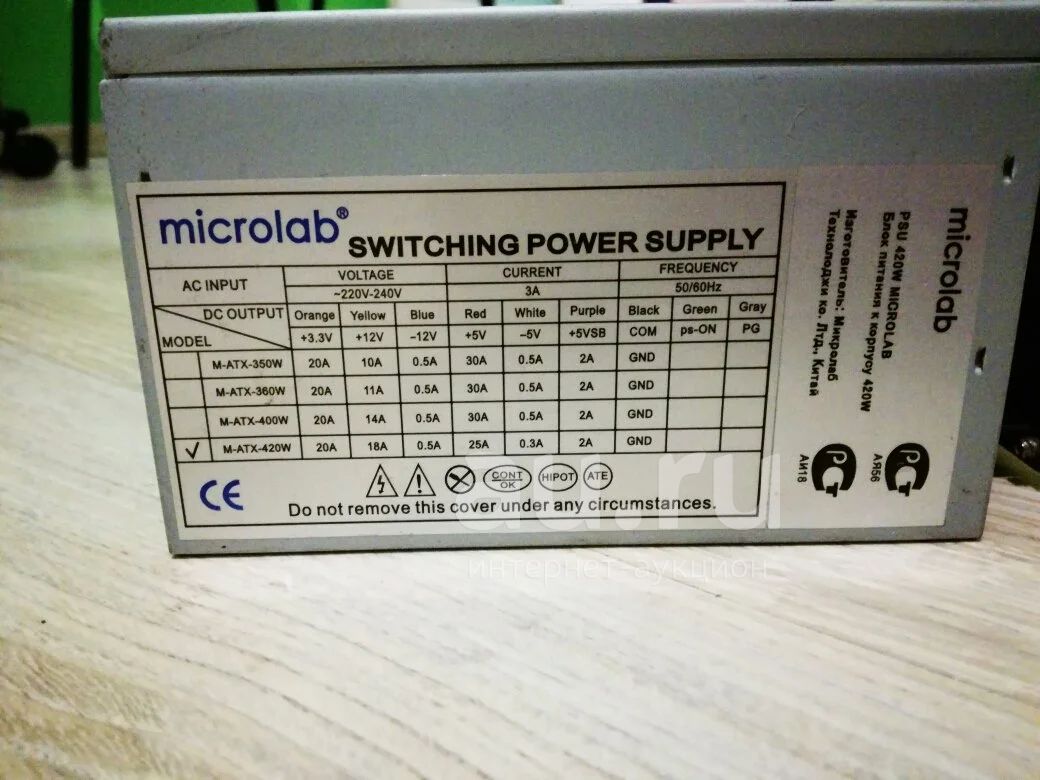 microlab®
SWITCHING POWER SUPPLY
AC INPUT VOLTAGE CURRENT FREQUENCY
~220V-240V 3A 50/60Hz
DC OUTPUT Orange Yellow Blue Red White Purple Black Green Gray
MODEL +3.3V +12V –12V +5V –5V +5VSB COM ps-ON PG
M-ATX-350W 20A 10A 0.5A 30A 0.5A 2A GND
M-ATX-360W 20A 11A 0.5A 30A 0.5A 2A GND
M-ATX-400W 20A 14A 0.5A 30A 0.5A 2A GND
✓ M-ATX-420W 20A 18A 0.5A 25A 0.3A 2A GND
CE
CONT
OK
HIPOT
ATE
Do not remove this cover under any circumstances.
microlab
PSU 420W MICROLAB
Блок питания к корпусу 420W
Изготовитель: Микролаб
Технолоджи ко. Лтд., Китай
РСТ
АЯ56
РСТ
АИ18
au.ru
интернет-аукцион